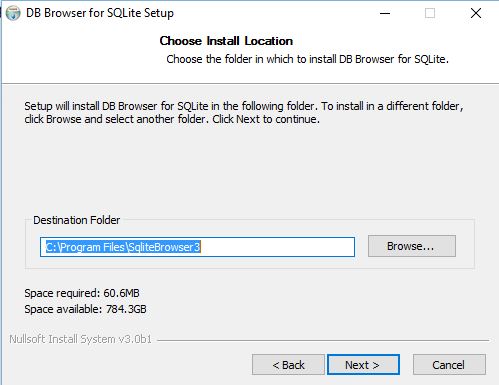 DB Browser for SQLite Setup
Choose Install Location
Choose the folder in which to install DB Browser for SQLite.
Setup will install DB Browser for SQLite in the following folder. To install in a different folder,
click Browse and select another folder. Click Next to continue.
Destination Folder
C:\Program Files\SqliteBrowser3
Browse...
Space required: 60.6MB
Space available: 784.3GB
Nullsoft Install System v3.0b1
< Back
Next >
Cancel